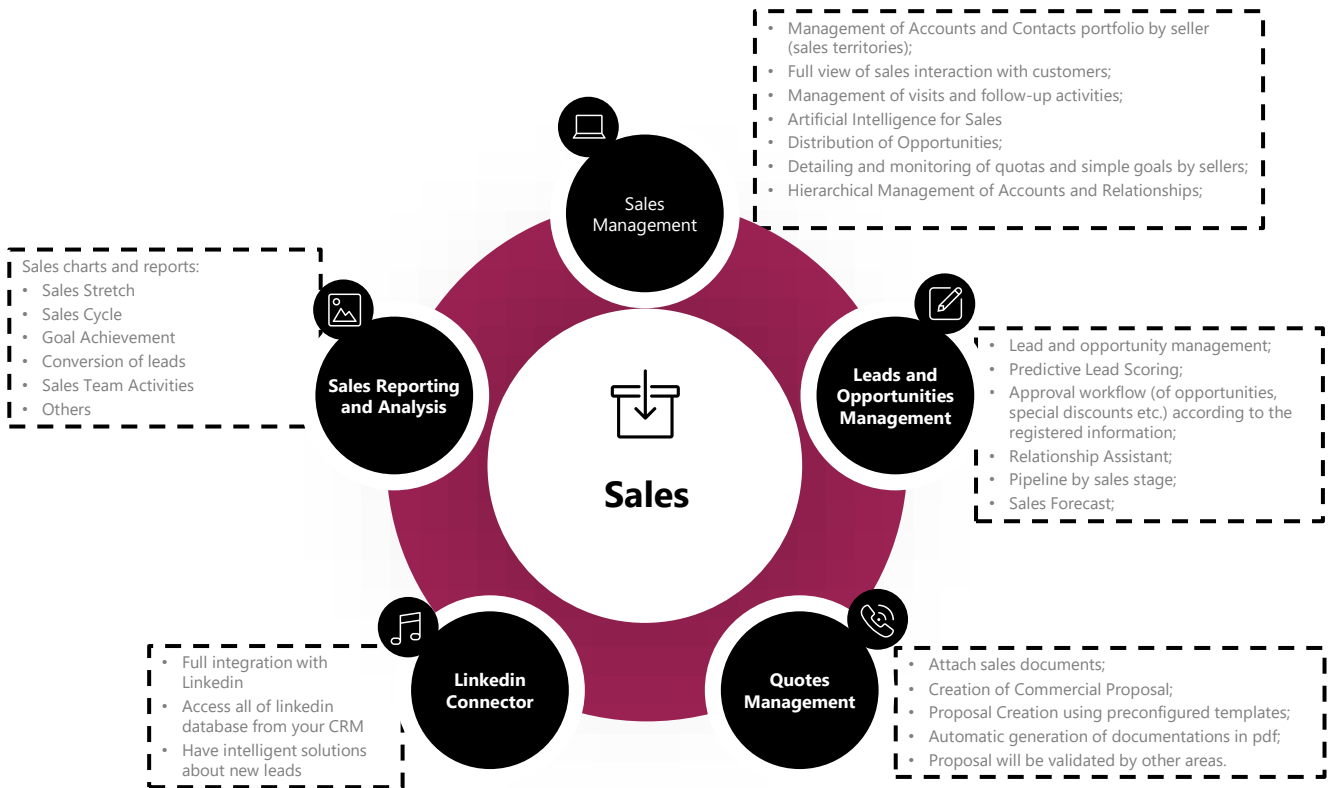 • Management of Accounts and Contacts portfolio by seller
(sales territories);
• Full view of sales interaction with customers;
• Management of visits and follow-up activities;
• Artificial Intelligence for Sales
• Distribution of Opportunities;
• Detailing and monitoring of quotas and simple goals by sellers;
• Hierarchical Management of Accounts and Relationships;
Sales
Management
Sales charts and reports:
• Sales Stretch
• Sales Cycle
• Goal Achievement
• Conversion of leads
• Sales Team Activities
• Others
Sales Reporting
and Analysis
Leads and
Opportunities
Management
• Lead and opportunity management;
• Predictive Lead Scoring;
• Approval workflow (of opportunities,
special discounts etc.) according to the
registered information;
• Relationship Assistant;
• Pipeline by sales stage;
• Sales Forecast;
Sales
• Full integration with
Linkedin
• Access all of linkedin
database from your CRM
• Have intelligent solutions
about new leads
Linkedin
Connector
Quotes
Management
• Attach sales documents;
• Creation of Commercial Proposal;
• Proposal Creation using preconfigured templates;
• Automatic generation of documentations in pdf;
• Proposal will be validated by other areas.